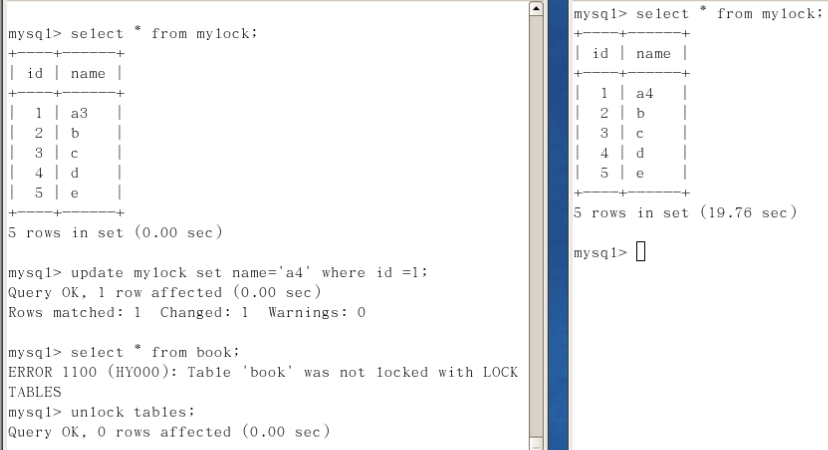 mysql> select * from mylock;
+----+------+
| id | name |
+----+------+
| 1 | a3 |
| 2 | b |
| 3 | c |
| 4 | d |
| 5 | e |
+----+------+
5 rows in set (0.00 sec)
mysql> update mylock set name='a4' where id =1;
Query OK, 1 row affected (0.00 sec)
Rows matched: 1 Changed: 1 Warnings: 0
mysql> select * from book;
ERROR 1100 (HY000): Table 'book' was not locked with LOCK
TABLES
mysql> unlock tables;
Query OK, 0 rows affected (0.00 sec)
mysql> select * from mylock;
+----+------+
| id | name |
+----+------+
| 1 | a4 |
| 2 | b |
| 3 | c |
| 4 | d |
| 5 | e |
+----+------+
5 rows in set (19.76 sec)
mysql>